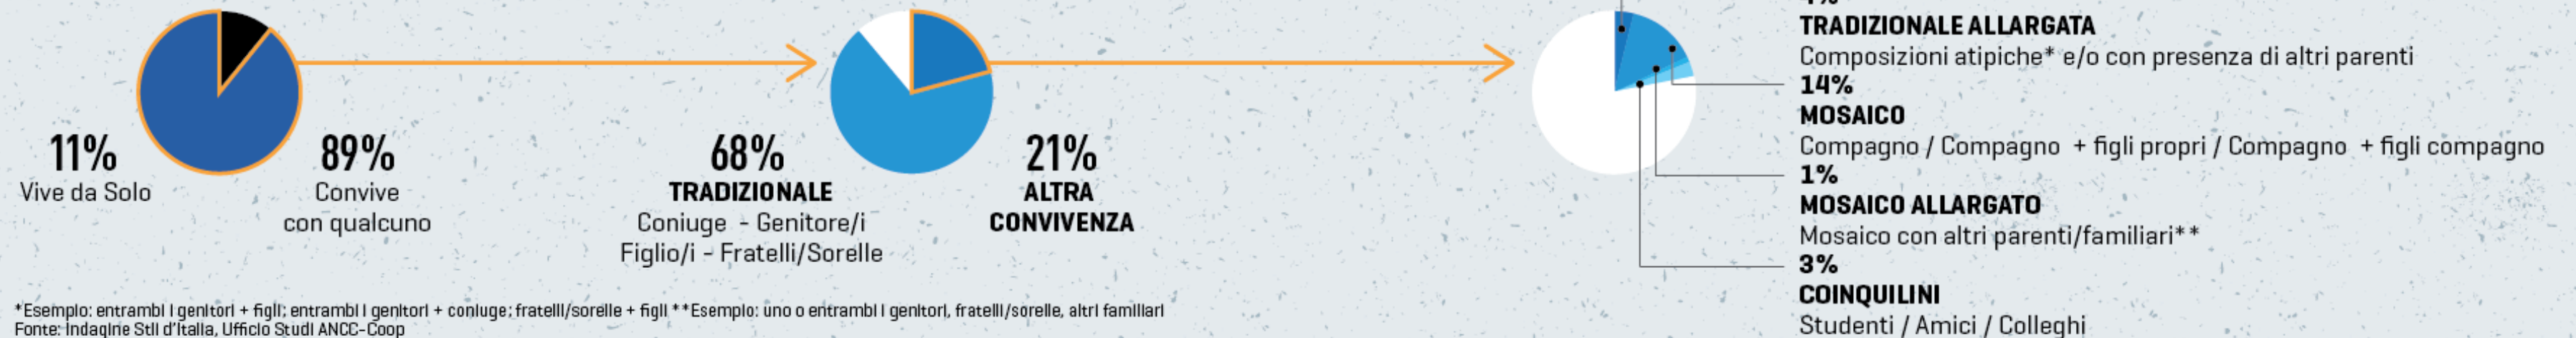 11%
Vive da Solo
89%
Convive
con qualcuno
68%
TRADIZIONALE
Coniuge - Genitore/i
Figlio/i - Fratelli/Sorelle
21%
ALTRA
CONVIVENZA
TRADIZIONALE ALLARGATA
Composizioni atipiche* e/o con presenza di altri parenti
14%
MOSAICO
Compagno / Compagno + figli propri / Compagno + figli compagno
1%
MOSAICO ALLARGATO
Mosaico con altri parenti/familiari**
3%
COINQUILINI
Studenti / Amici / Colleghi
*Esempio: entrambi i genitori + figli; entrambi i genitori + coniuge; fratelli/sorelle + figli **Esempio: uno o entrambi i genitori, fratelli/sorelle, altri familiari
Fonte: Indagine Stili d'Italia, Ufficio Studi ANCC-Coop